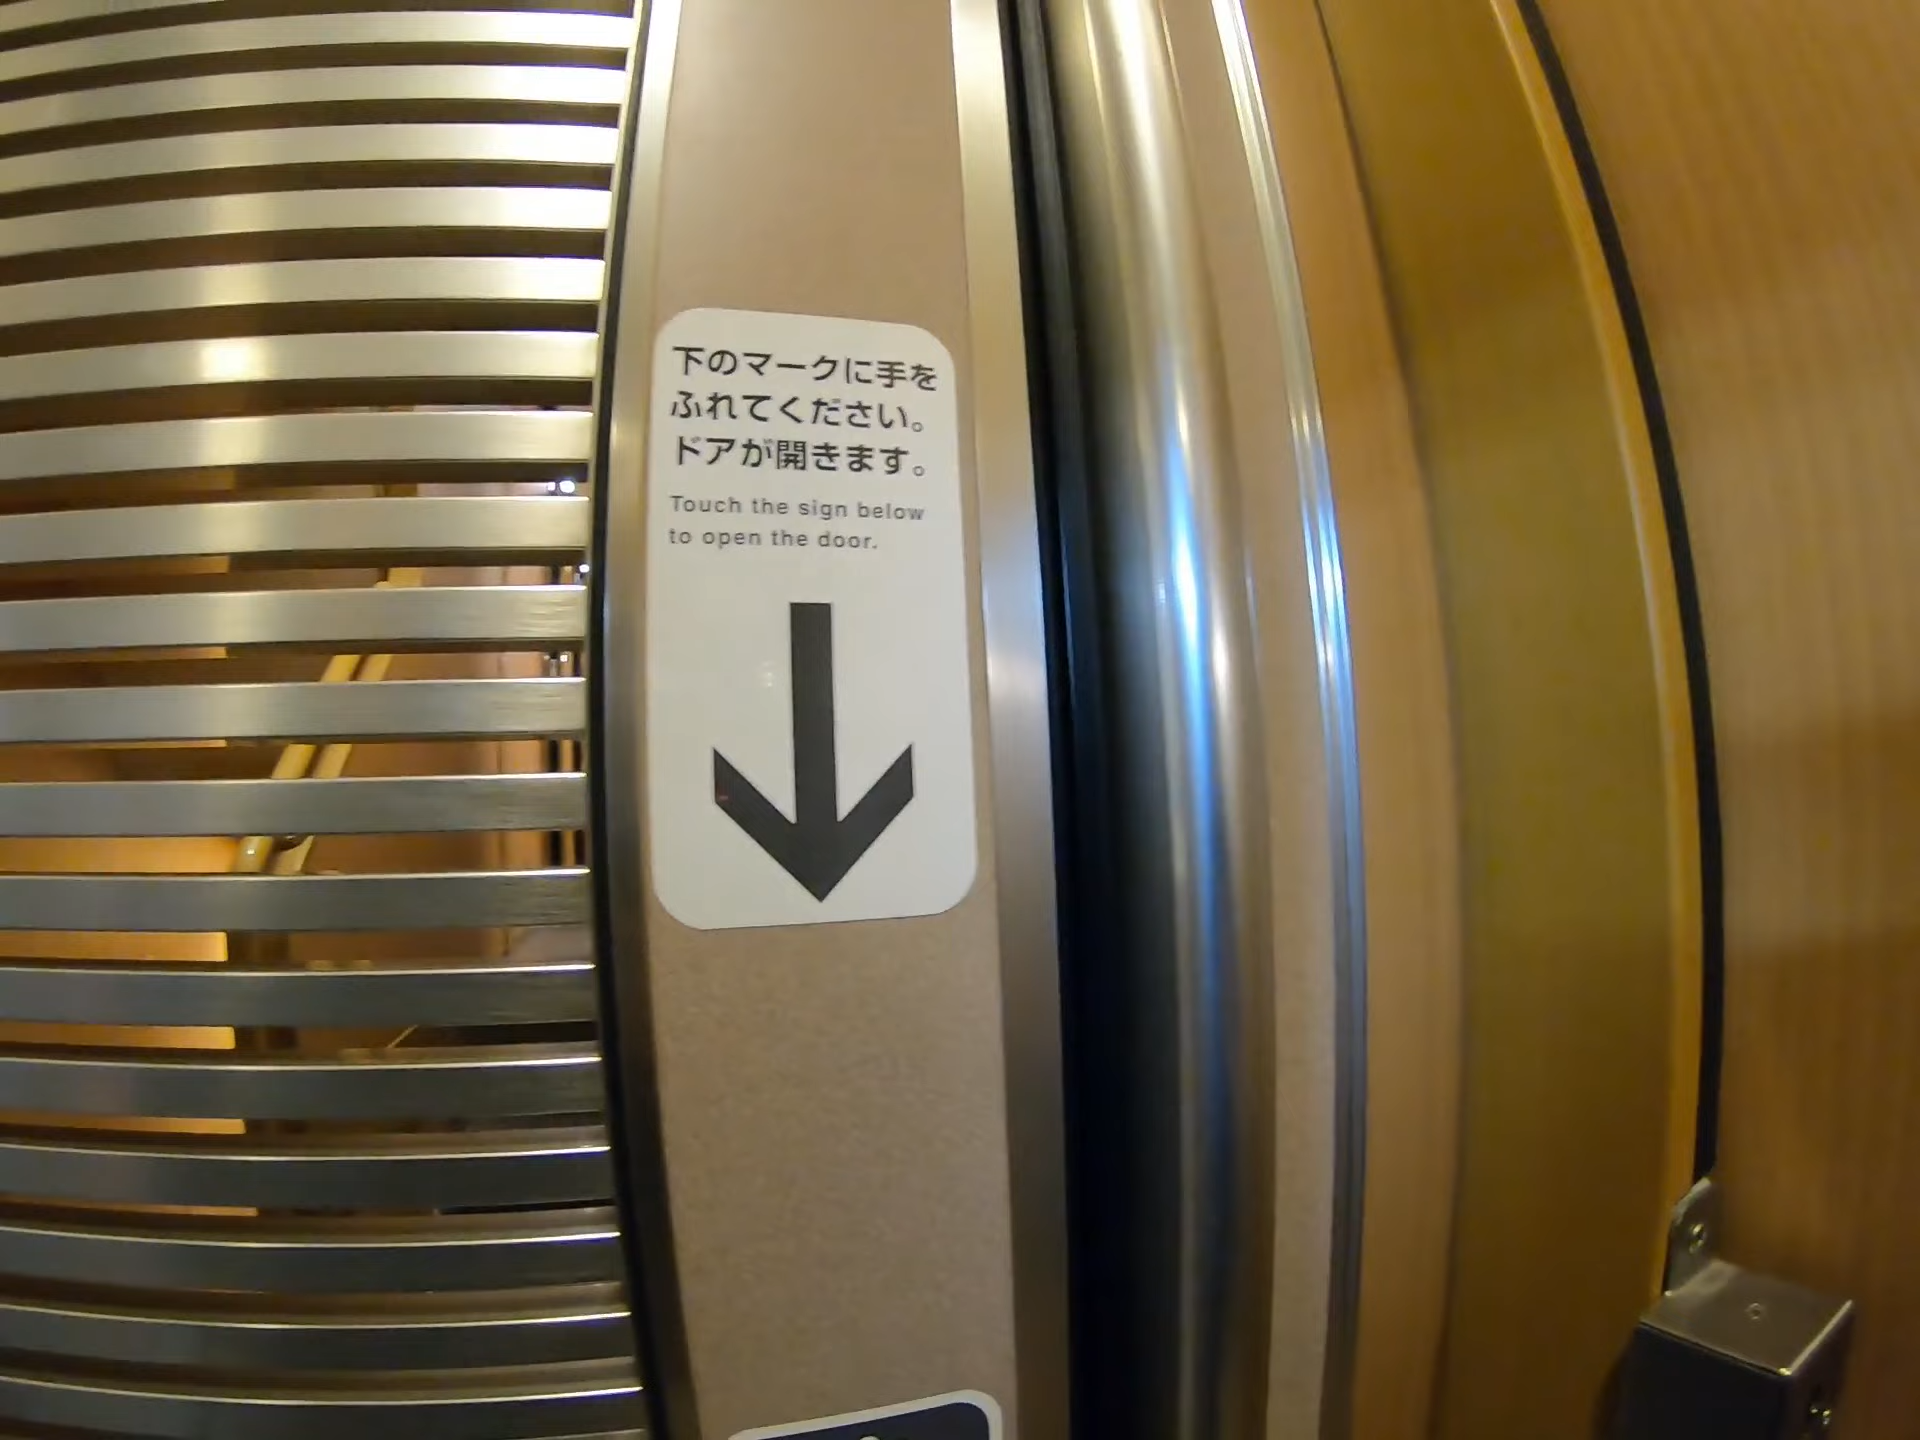 下のマークに手を
ふれてください。
ドアが開きます。
Touch the sign below
to open the door.